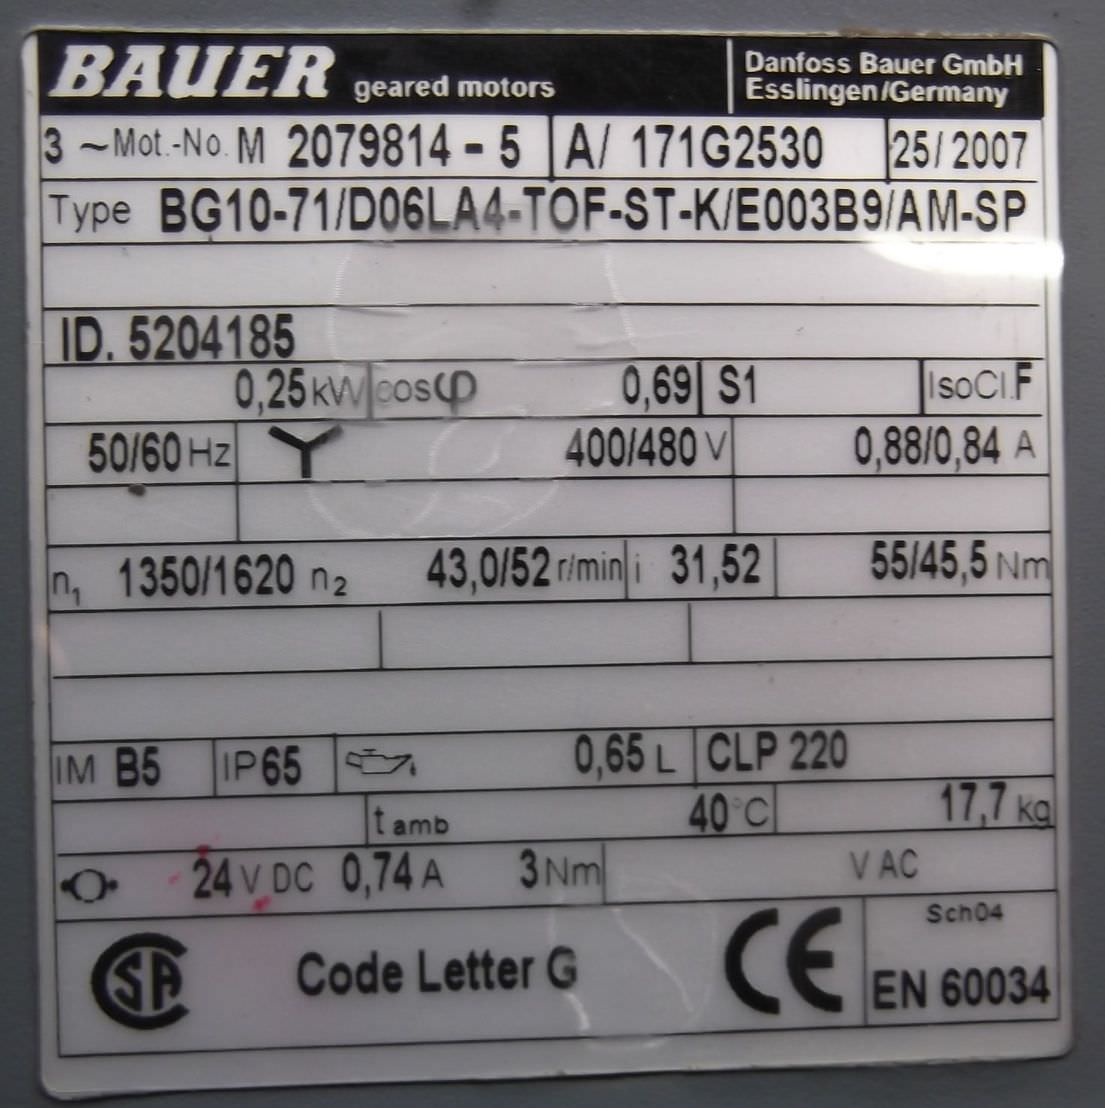 BAUER geared motors
Danfoss Bauer GmbH
Esslingen/Germany
3 ~Mot.-No. M 2079814 - 5 A/ 171G2530 25/2007
Type BG10-71/D06LA4-TOF-ST-K/E003B9/AM-SP
ID. 5204185
0,25 kW cosφ 0,69 S1 IsoCl.F
50/60 Hz 400/480 V 0,88/0,84 A
n1 1350/1620 n2 43,0/52 r/min i 31,52 55/45,5 Nm
IM B5 IP65 0,65 L CLP 220
tamb 40°C 17,7 kg
24 V DC 0,74 A 3 Nm V AC
CSA Code Letter G CE
Sch04
EN 60034